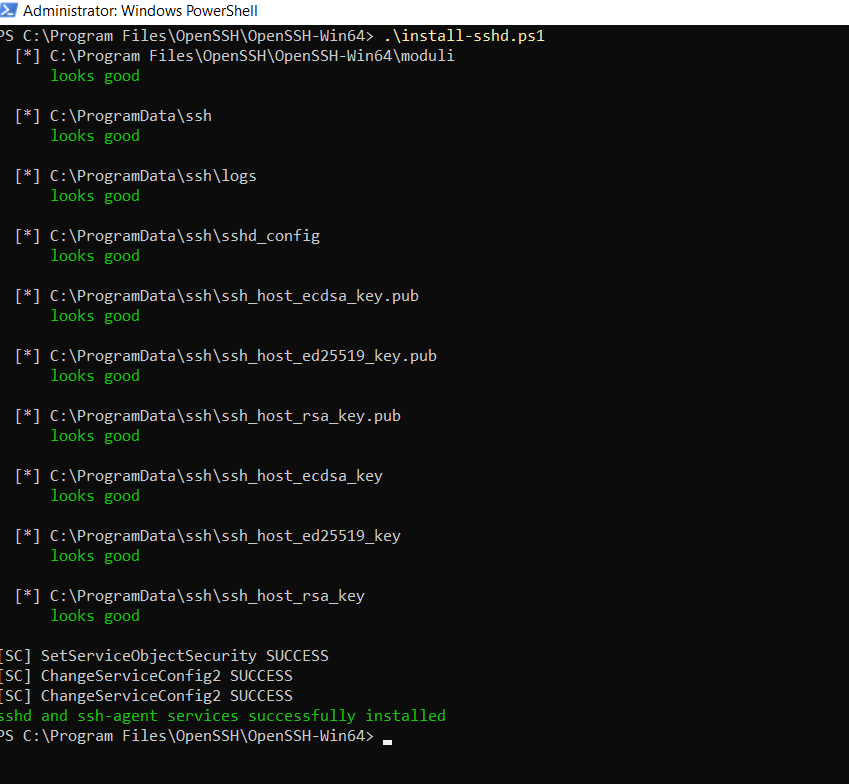 Administrator: Windows PowerShell
PS C:\Program Files\OpenSSH\OpenSSH-Win64> .\install-sshd.ps1
[*] C:\Program Files\OpenSSH\OpenSSH-Win64\moduli
looks good
[*] C:\ProgramData\ssh
looks good
[*] C:\ProgramData\ssh\logs
looks good
[*] C:\ProgramData\ssh\sshd_config
looks good
[*] C:\ProgramData\ssh\ssh_host_ecdsa_key.pub
looks good
[*] C:\ProgramData\ssh\ssh_host_ed25519_key.pub
looks good
[*] C:\ProgramData\ssh\ssh_host_rsa_key.pub
looks good
[*] C:\ProgramData\ssh\ssh_host_ecdsa_key
looks good
[*] C:\ProgramData\ssh\ssh_host_ed25519_key
looks good
[*] C:\ProgramData\ssh\ssh_host_rsa_key
looks good
[SC] SetServiceObjectSecurity SUCCESS
[SC] ChangeServiceConfig2 SUCCESS
[SC] ChangeServiceConfig2 SUCCESS
sshd and ssh-agent services successfully installed
PS C:\Program Files\OpenSSH\OpenSSH-Win64>